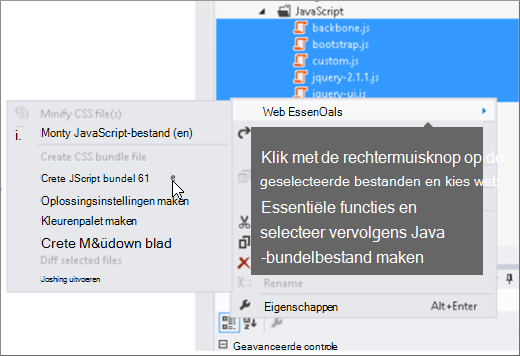 JavaScript
backbone.js
bootstrap.js
custom.js
jquery-2.1.1.js
jquery-ui.js
Minify CSS file(s)
i. Monty JavaScript-bestand (en)
Create CSS bundle file
Crete JScript bundel 61
Oplossingsinstellingen maken
Kleurenpalet maken
Crete M&üdown blad
Diff selected files
Joshing uitvoeren
Web EssenOals
Klik met de rechtermuisknop op de
geselecteerde bestanden en kies web.
Essentiële functies en
selecteer vervolgens Java
-bundelbestand maken
Rename
Eigenschappen Alt+Enter
Geavanceerde controle